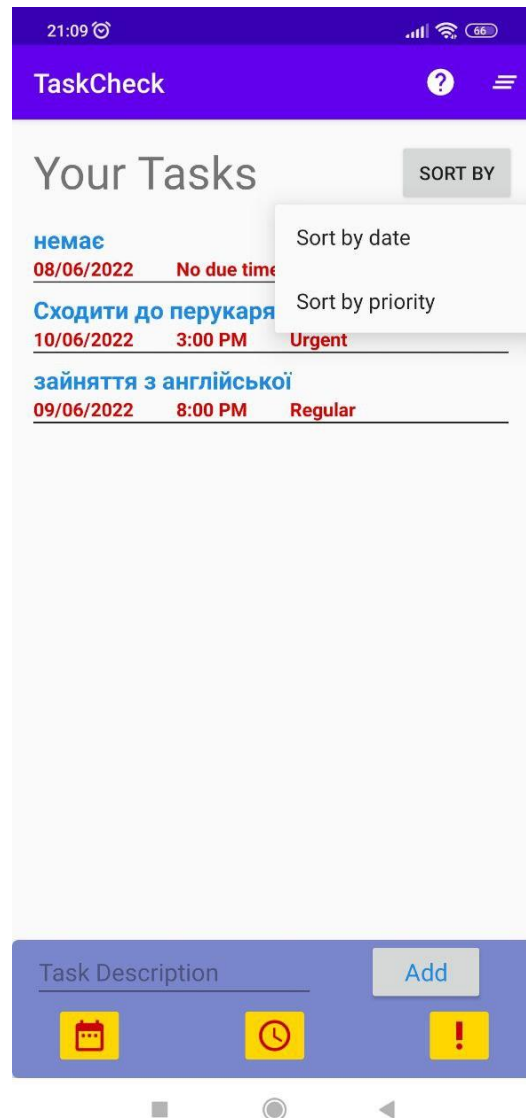 21:09 66
TaskCheck ?
Your Tasks SORT BY
Sort by date
Sort by priority
немає
08/06/2022 No due time
Сходити до перукаря
10/06/2022 3:00 PM Urgent
зайняття з англійської
09/06/2022 8:00 PM Regular
Task Description Add
!